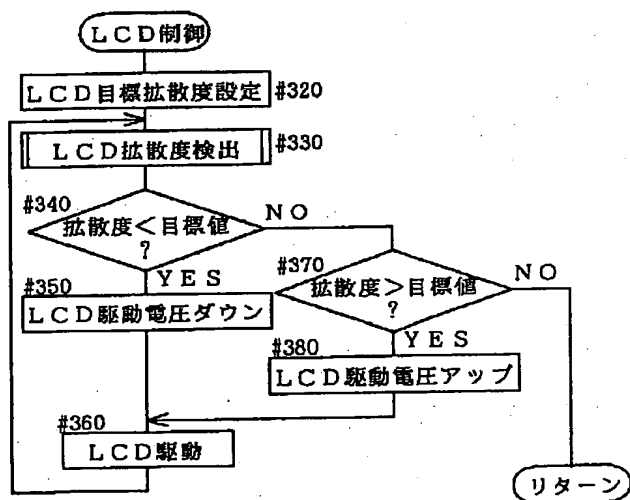 LCD制御
LCD目標拡散度設定 #320
LCD拡散度検出 #330
#340
拡散度<目標値
?
NO
YES
#350
LCD駆動電圧ダウン
#370
拡散度>目標値
?
NO
YES
#380
LCD駆動電圧アップ
#360
LCD駆動
リターン